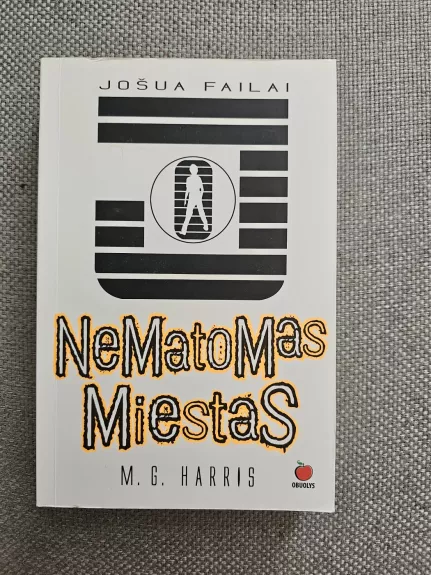 JOŠUA FAILAI
NeMatoMas
MiestaS
M. G. HARRIS
OBUOLYS